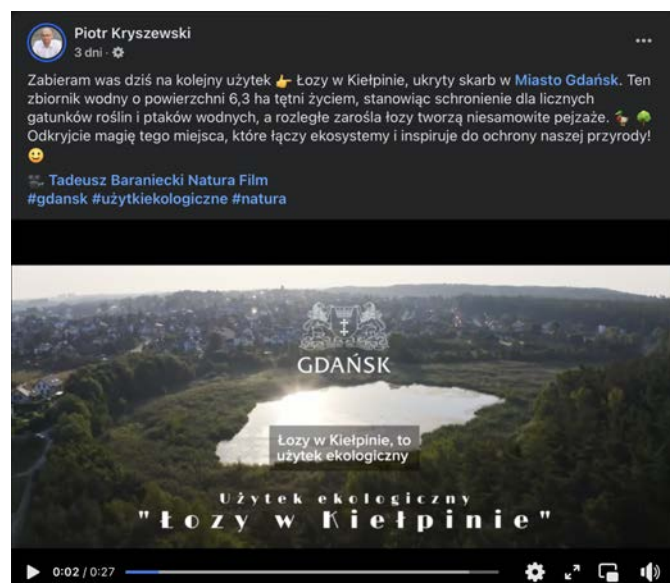 Piotr Kryszewski
3 dni
Zabieram was dziś na kolejny użytek 👉 Łozy w Kiełpinie, ukryty skarb w Miasto Gdańsk. Ten
zbiornik wodny o powierzchni 6,3 ha tętni życiem, stanowiąc schronienie dla licznych
gatunków roślin i ptaków wodnych, a rozległe zarośla łozy tworzą niesamowite pejzaże. 🦆 🌳
Odkryjcie magię tego miejsca, które łączy ekosystemy i inspiruje do ochrony naszej przyrody!
😀
🎥 Tadeusz Baraniecki Natura Film
#gdansk #użytkiekologiczne #natura
GDAŃSK
Łozy w Kiełpinie, to
użytek ekologiczny
Użytek ekologiczny
"Łozy w Kiełpinie"
0:02 / 0:27